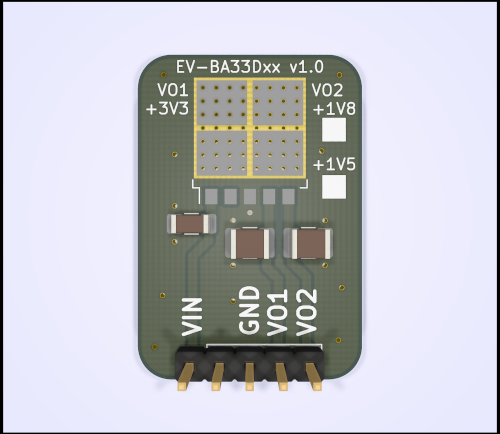 EV-BA33Dxx v1.0
VO1
+3V3
VO2
+1V8
+1V5
VIN
GND
VO1
VO2